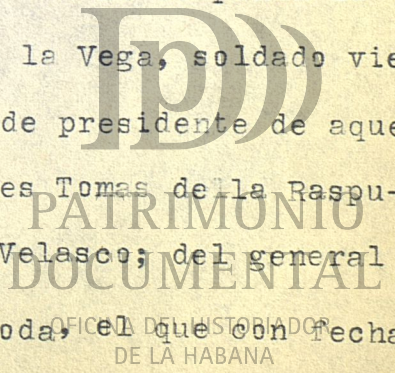 la Vega, soldado vie
de presidente de aque
es Tomas de lla Raspu-
Velasco; del general
oda, el que con fecha
PATRIMONIO
DOCUMENTAL
OFICINA DEL HISTORIADOR
DE LA HABANA